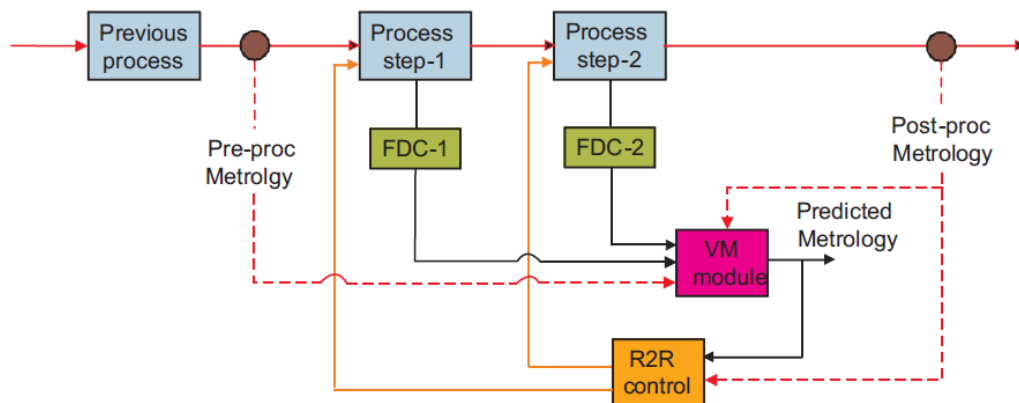 Previous
process
Process
step-1
Process
step-2
FDC-1
FDC-2
Pre-proc
Metrolgy
Post-proc
Metrology
Predicted
Metrology
VM
module
R2R
control